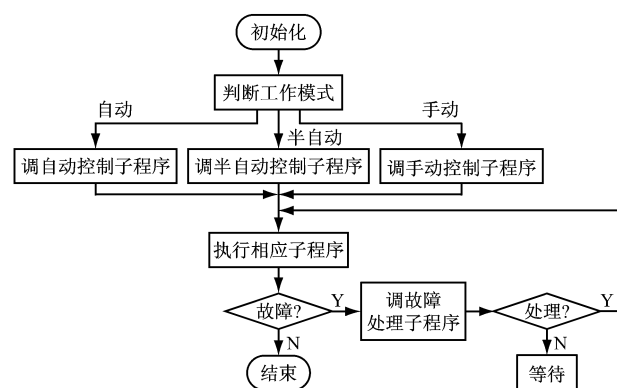 初始化
判断工作模式
自动
半自动
手动
调自动控制子程序
调半自动控制子程序
调手动控制子程序
执行相应子程序
故障?
Y
调故障
处理子程序
处理?
Y
N
N
结束
等待